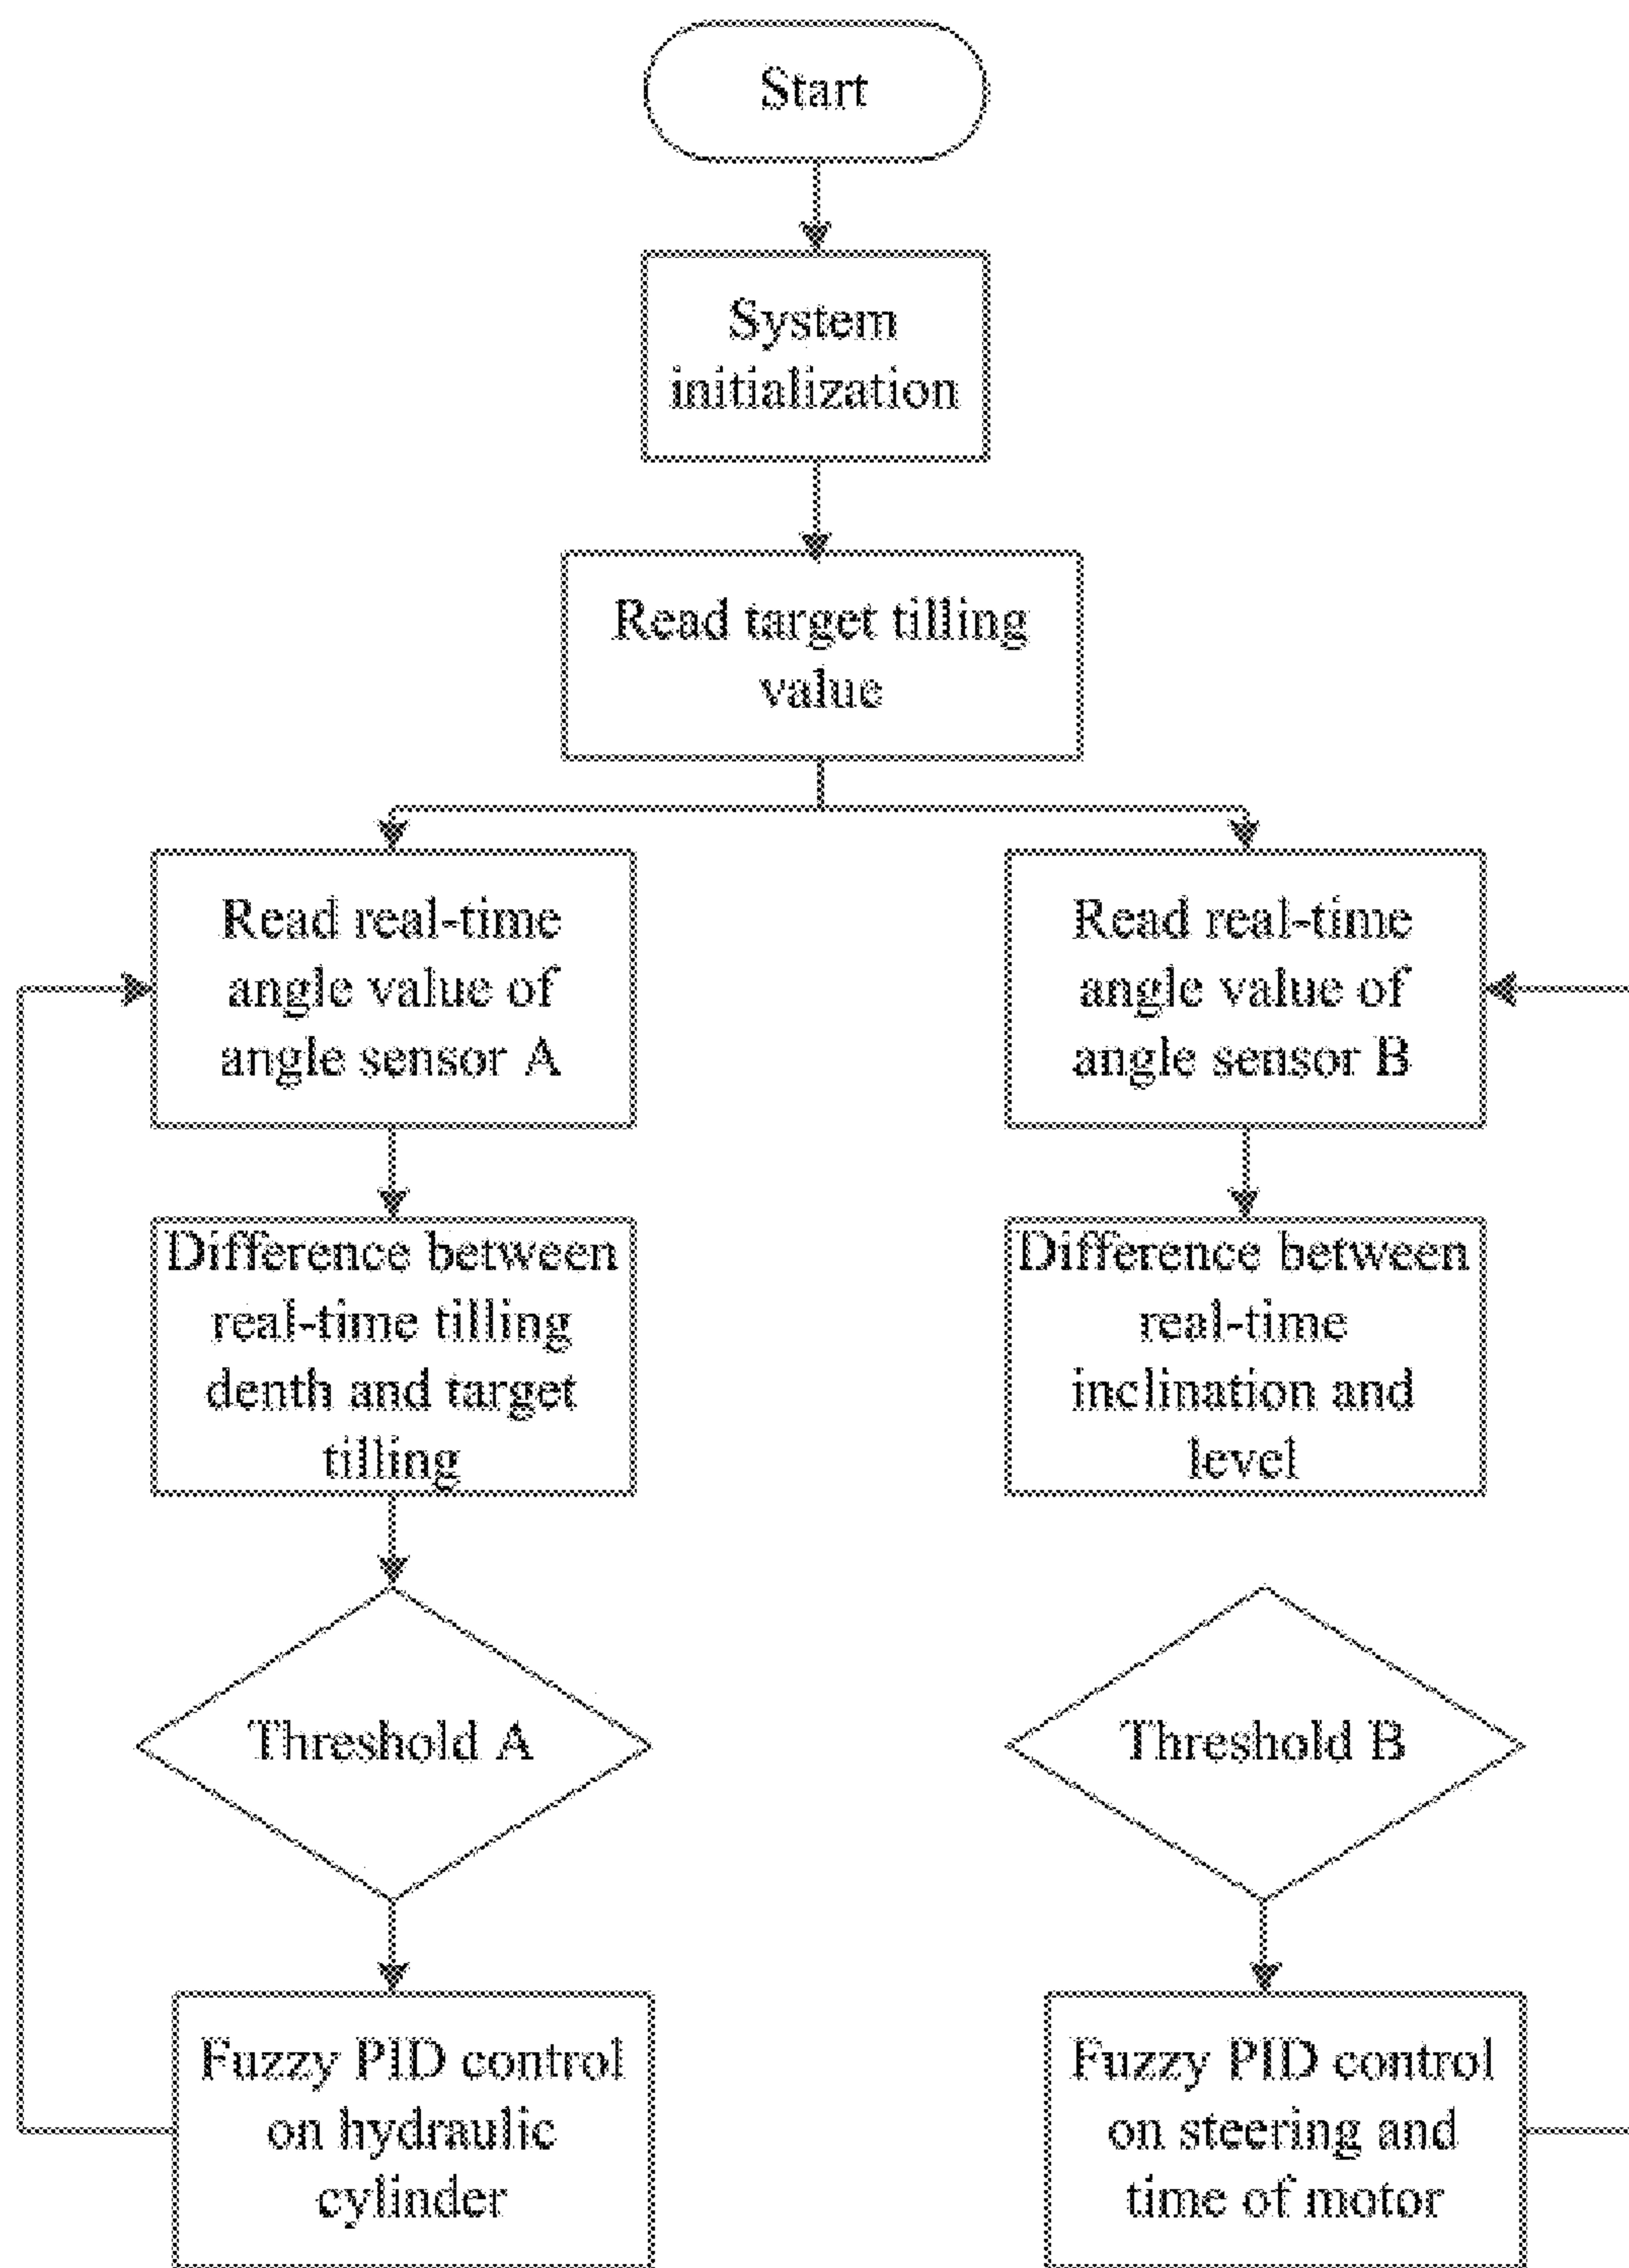 Start
System
initialization
Read target tilling
value
Read real-time
angle value of
angle sensor A
Read real-time
angle value of
angle sensor B
Difference between
real-time tilling
denth and target
tilling
Difference between
real-time
inclination and
level
Threshold A
Threshold B
Fuzzy PID control
on hydraulic
cylinder
Fuzzy PID control
on steering and
time of motor